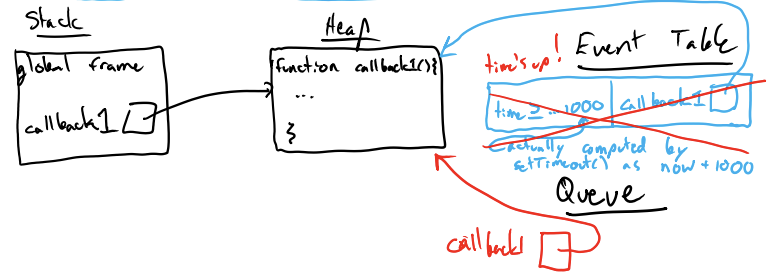 Stack
global frame
callback1
Heap
function callback1(){
...
}
time's up!
Event Table
time ≥ ...1000
callback1
actually computed by
setTimeout() as now + 1000
Queue
callback1